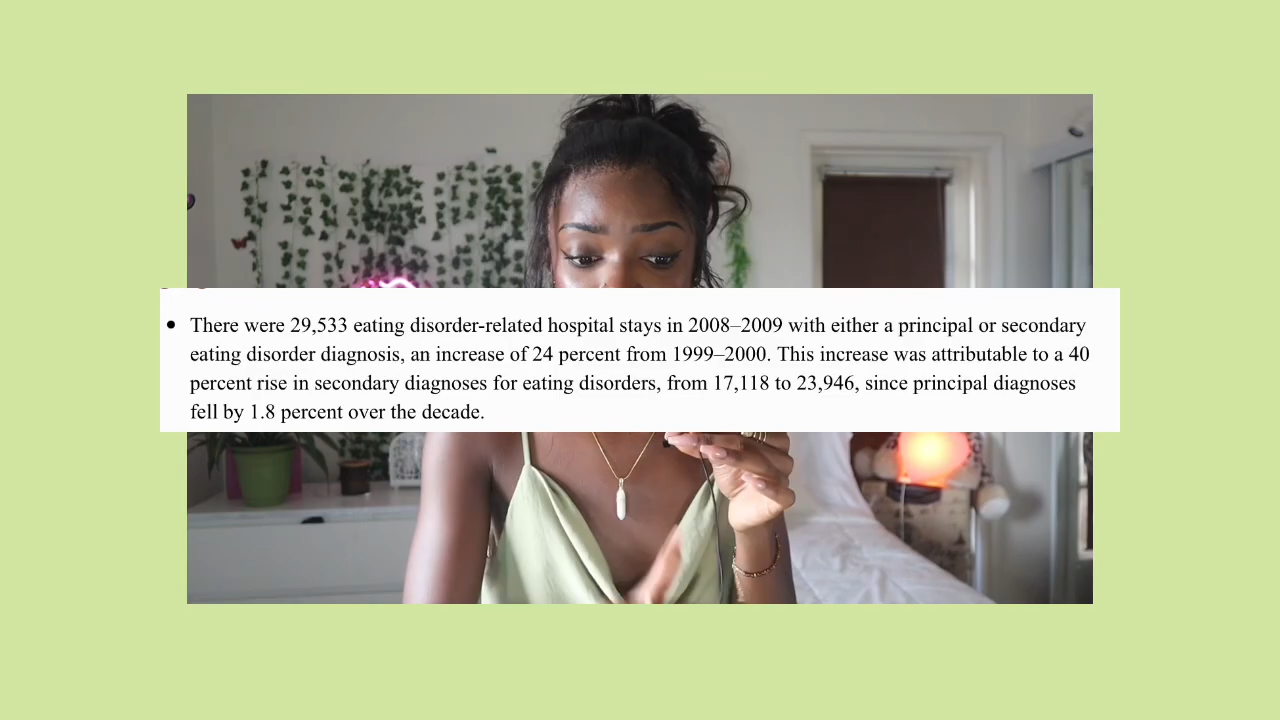 There were 29,533 eating disorder-related hospital stays in 2008–2009 with either a principal or secondary
eating disorder diagnosis, an increase of 24 percent from 1999–2000. This increase was attributable to a 40
percent rise in secondary diagnoses for eating disorders, from 17,118 to 23,946, since principal diagnoses
fell by 1.8 percent over the decade.